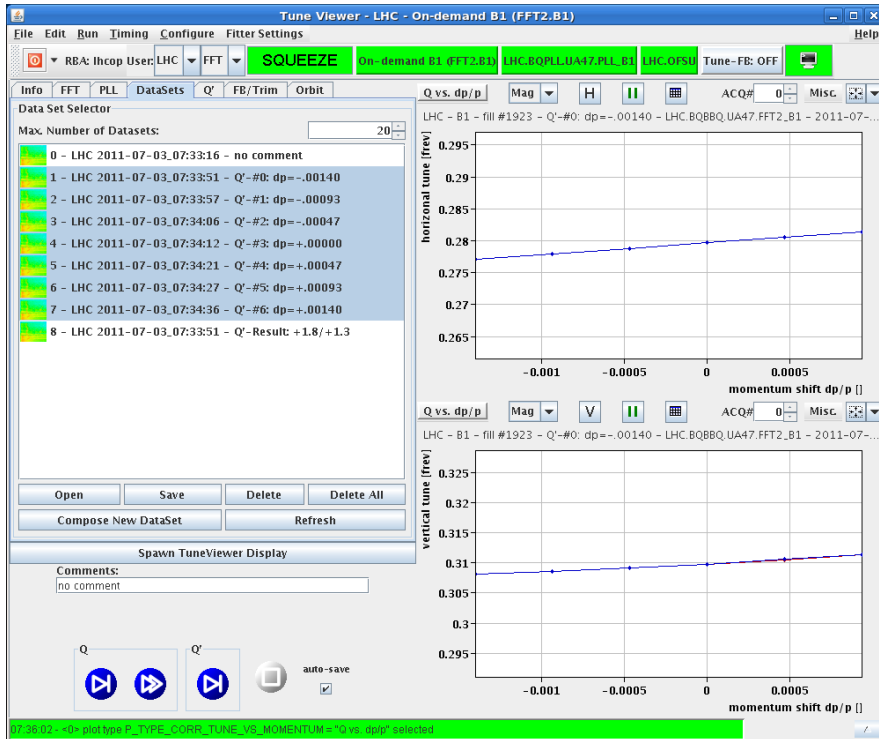 Tune Viewer - LHC - On-demand B1 (FFT2.B1)
File Edit Run Timing Configure Fitter Settings Help
RBA: lhcop User: LHC FFT SQUEEZE On-demand B1 (FFT2.B1) LHC.BQPLL.UA47.PLL_B1 LHC.OFSU Tune-FB: OFF
Info FFT PLL DataSets Q' FB/Trim Orbit
Data Set Selector
Max. Number of Datasets: 20
0 - LHC 2011-07-03_07:33:16 - no comment
1 - LHC 2011-07-03_07:33:51 - Q'-#0: dp=-.00140
2 - LHC 2011-07-03_07:33:57 - Q'-#1: dp=-.00093
3 - LHC 2011-07-03_07:34:06 - Q'-#2: dp=-.00047
4 - LHC 2011-07-03_07:34:12 - Q'-#3: dp=+.00000
5 - LHC 2011-07-03_07:34:21 - Q'-#4: dp=+.00047
6 - LHC 2011-07-03_07:34:27 - Q'-#5: dp=+.00093
7 - LHC 2011-07-03_07:34:36 - Q'-#6: dp=+.00140
8 - LHC 2011-07-03_07:33:51 - Q'-Result: +1.8/+1.3
Open Save Delete Delete All
Compose New DataSet Refresh
Spawn TuneViewer Display
Comments:
no comment
Q Q'
auto-save
Q vs. dp/p Mag H ACQ# 0 Misc.
LHC - B1 - fill #1923 - Q'-#0: dp=-.00140 - LHC.BQBBQ.UA47.FFT2_B1 - 2011-07-...
horizonal tune [frev]
0.295
0.29
0.285
0.28
0.275
0.27
0.265
-0.001 -0.0005 0 0.0005
momentum shift dp/p []
Q vs. dp/p Mag V ACQ# 0 Misc.
LHC - B1 - fill #1923 - Q'-#0: dp=-.00140 - LHC.BQBBQ.UA47.FFT2_B1 - 2011-07-...
vertical tune [frev]
0.325
0.32
0.315
0.31
0.305
0.3
0.295
-0.001 -0.0005 0 0.0005
momentum shift dp/p []
07:36:02 - <0> plot type P_TYPE_CORR_TUNE_VS_MOMENTUM = "Q vs. dp/p" selected